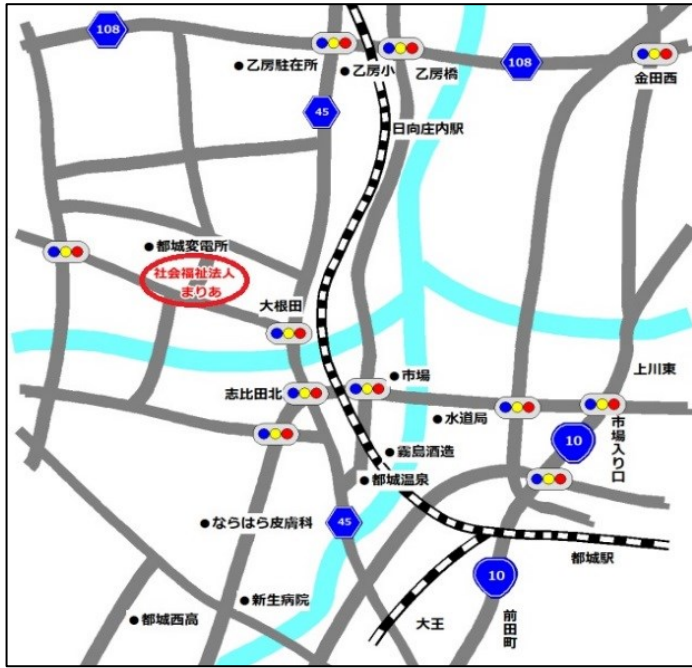 108
●乙房駐在所
●乙房小
乙房橋
108
金田西
45
日向庄内駅
●都城変電所
社会福祉法人
まりあ
大根田
上川東
志比田北
●市場
●水道局
市場入り口
10
●霧島酒造
●都城温泉
●ならはら皮膚科
45
都城駅
10
●新生病院
●都城西高
大王
前田町